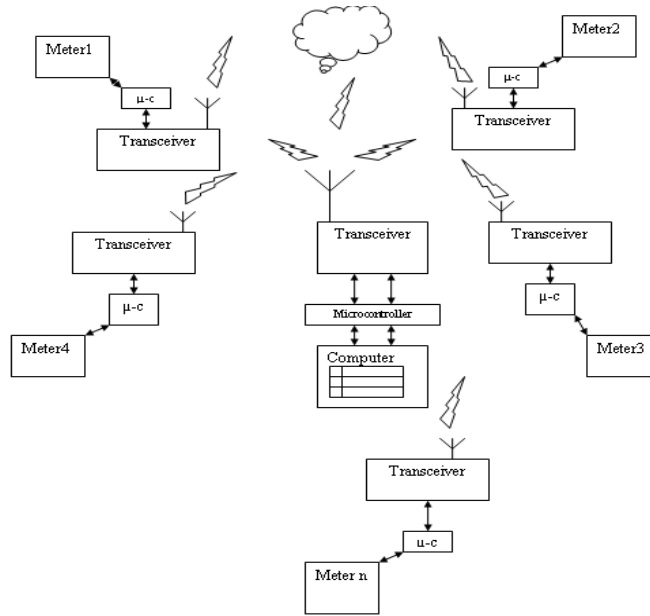 Meter1
μ-c
Transceiver
Meter2
μ-c
Transceiver
Transceiver
μ-c
Meter4
Transceiver
Microcontroller
Computer
Transceiver
μ-c
Meter3
Transceiver
μ-c
Meter n